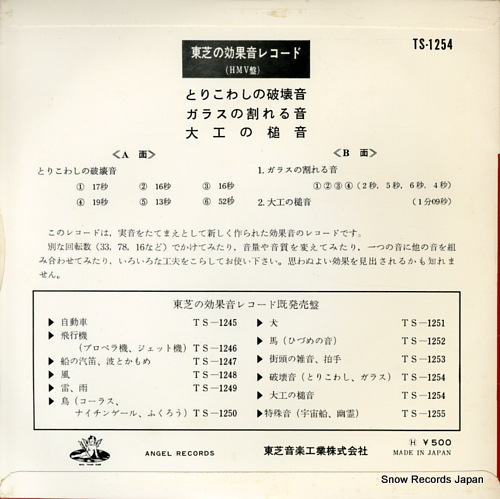 TS-1254
東芝の効果音レコード
(HMV盤)
とりこわしの破壊音
ガラスの割れる音
大工の槌音
〈A 面〉
とりこわしの破壊音
① 17秒 ② 16秒 ③ 16秒
④ 19秒 ⑤ 13秒 ⑥ 52秒
〈B 面〉
1. ガラスの割れる音
①②③④ (2秒, 5秒, 6秒, 4秒)
2. 大工の槌音 (1分09秒)
このレコードは、実音をたてまえとして新しく作られた効果音のレコードです。
別な回転数 (33, 78, 16など) でかけてみたり、音量や音質を変えてみたり、一つの音に他の音を組
み合わせてみたり、いろいろな工夫をこらしてお使い下さい。思わぬよい効果を見出されるかも知れま
せん。
東芝の効果音レコード既発売盤
▶ 自動車 TS-1245
▶ 飛行機
(プロペラ機、ジェット機) TS-1246
▶ 船の汽笛、波とかもめ TS-1247
▶ 風 TS-1248
▶ 雷、雨 TS-1249
▶ 鳥 (コーラス、
ナイチンゲール、ふくろう) TS-1250
▶ 犬 TS-1251
▶ 馬 (ひづめの音) TS-1252
▶ 街頭の雑音、拍手 TS-1253
▶ 破壊音 (とりこわし、ガラス) TS-1254
▶ 大工の槌音 TS-1254
▶ 特殊音 (宇宙船、幽霊) TS-1255
ANGEL RECORDS
東芝音楽工業株式会社
Ⓗ ¥500
MADE IN JAPAN
Snow Records Japan